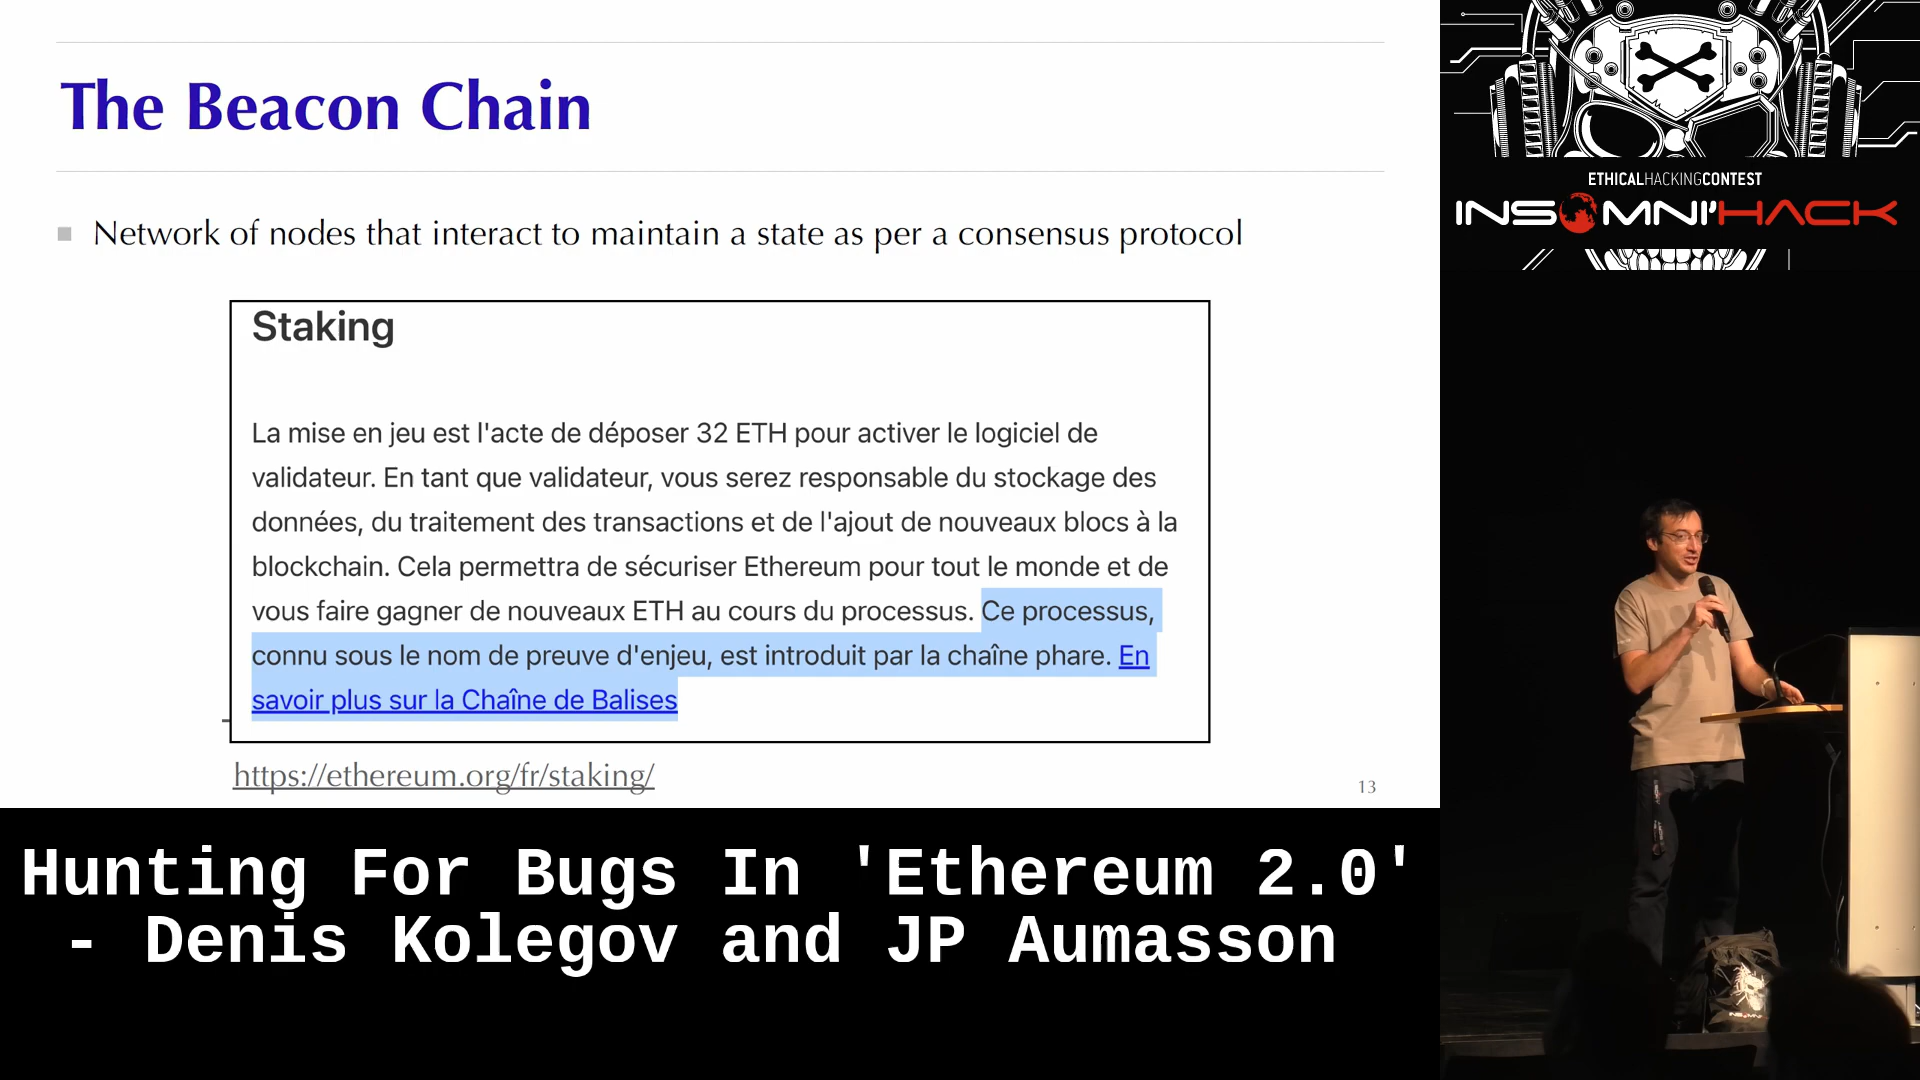 The Beacon Chain
Network of nodes that interact to maintain a state as per a consensus protocol
Staking
La mise en jeu est l'acte de déposer 32 ETH pour activer le logiciel de
validateur. En tant que validateur, vous serez responsable du stockage des
données, du traitement des transactions et de l'ajout de nouveaux blocs à la
blockchain. Cela permettra de sécuriser Ethereum pour tout le monde et de
vous faire gagner de nouveaux ETH au cours du processus. Ce processus,
connu sous le nom de preuve d'enjeu, est introduit par la chaîne phare. En
savoir plus sur la Chaîne de Balises
https://ethereum.org/fr/staking/
13
ETHICALHACKINGCONTEST
INSOMNI'HACK
Hunting For Bugs In 'Ethereum 2.0'
- Denis Kolegov and JP Aumasson